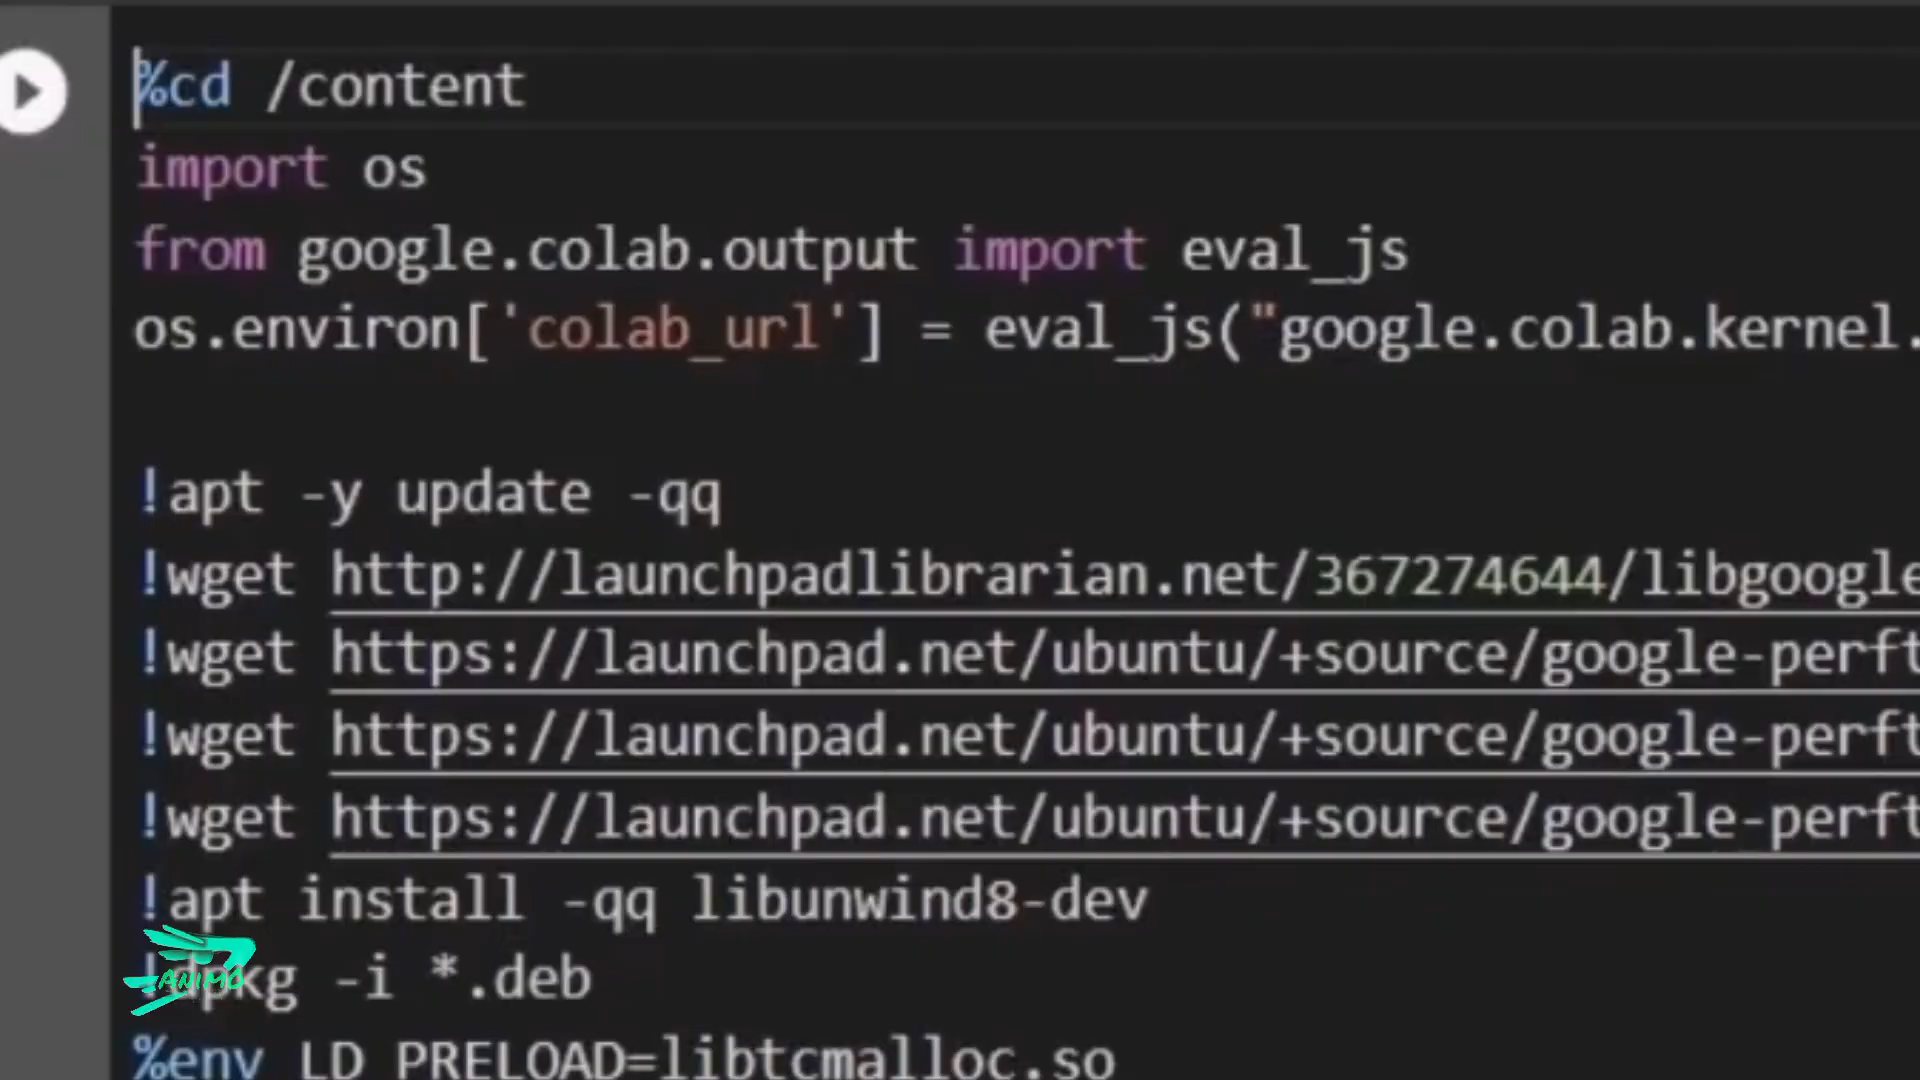 %cd /content
import os
from google.colab.output import eval_js
os.environ['colab_url'] = eval_js("google.colab.kernel.
!apt -y update -qq
!wget http://launchpadlibrarian.net/367274644/libgoogle
!wget https://launchpad.net/ubuntu/+source/google-perft
!wget https://launchpad.net/ubuntu/+source/google-perft
!wget https://launchpad.net/ubuntu/+source/google-perft
!apt install -qq libunwind8-dev
!dpkg -i *.deb
ANIMO
%env LD_PRELOAD=libtcmalloc.so